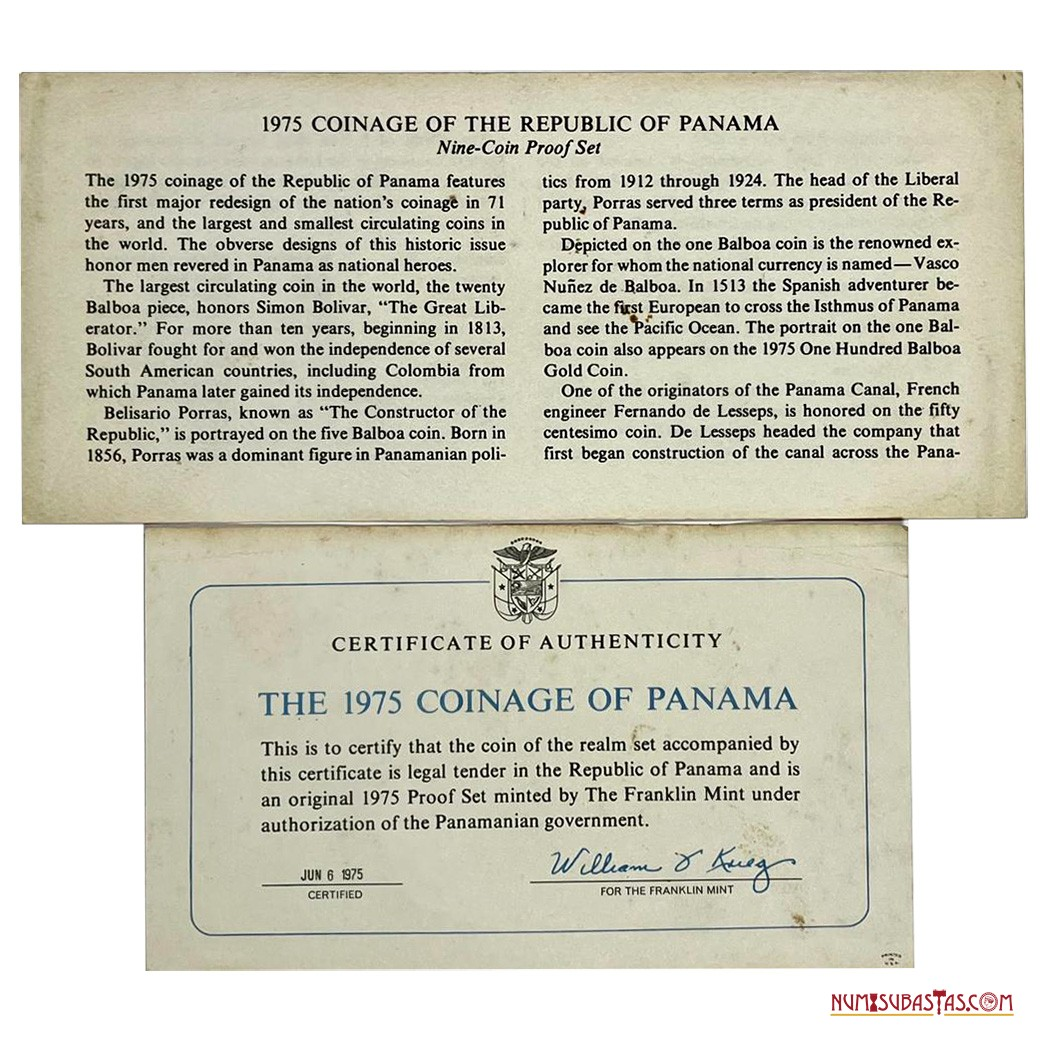 1975 COINAGE OF THE REPUBLIC OF PANAMA
Nine-Coin Proof Set
The 1975 coinage of the Republic of Panama features
the first major redesign of the nation's coinage in 71
years, and the largest and smallest circulating coins in
the world. The obverse designs of this historic issue
honor men revered in Panama as national heroes.
The largest circulating coin in the world, the twenty
Balboa piece, honors Simon Bolivar, "The Great Lib-
erator." For more than ten years, beginning in 1813,
Bolivar fought for and won the independence of several
South American countries, including Colombia from
which Panama later gained its independence.
Belisario Porras, known as "The Constructor of the
Republic," is portrayed on the five Balboa coin. Born in
1856, Porras was a dominant figure in Panamanian poli-
tics from 1912 through 1924. The head of the Liberal
party, Porras served three terms as president of the Re-
public of Panama.
Depicted on the one Balboa coin is the renowned ex-
plorer for whom the national currency is named—Vasco
Nuñez de Balboa. In 1513 the Spanish adventurer be-
came the first European to cross the Isthmus of Panama
and see the Pacific Ocean. The portrait on the one Bal-
boa coin also appears on the 1975 One Hundred Balboa
Gold Coin.
One of the originators of the Panama Canal, French
engineer Fernando de Lesseps, is honored on the fifty
centesimo coin. De Lesseps headed the company that
first began construction of the canal across the Pana-
CERTIFICATE OF AUTHENTICITY
THE 1975 COINAGE OF PANAMA
This is to certify that the coin of the realm set accompanied by
this certificate is legal tender in the Republic of Panama and is
an original 1975 Proof Set minted by The Franklin Mint under
authorization of the Panamanian government.
JUN 6 1975
CERTIFIED
William J Krieg
FOR THE FRANKLIN MINT
PRINTED
IN
U.S.A.
NUMISUBASTAS.COM